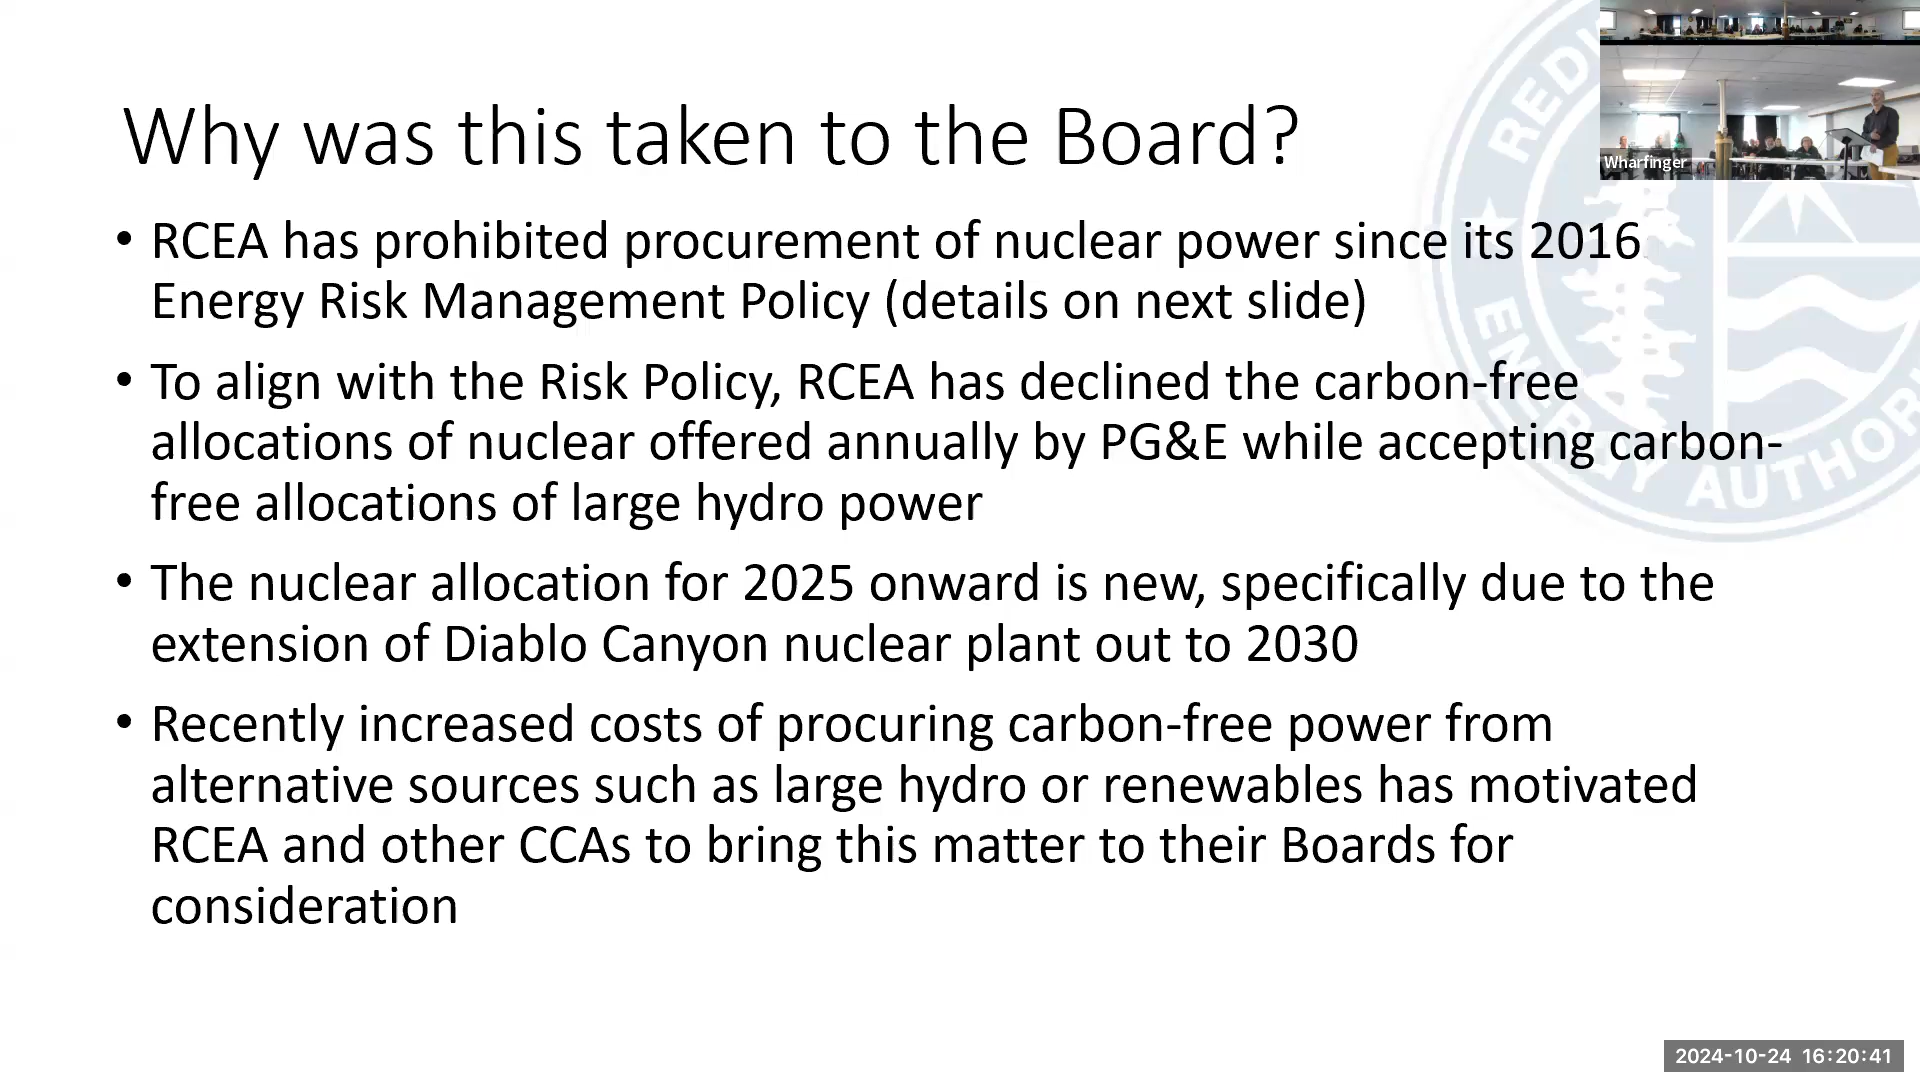 Why was this taken to the Board?
• RCEA has prohibited procurement of nuclear power since its 2016
Energy Risk Management Policy (details on next slide)
• To align with the Risk Policy, RCEA has declined the carbon-free
allocations of nuclear offered annually by PG&E while accepting carbon-
free allocations of large hydro power
• The nuclear allocation for 2025 onward is new, specifically due to the
extension of Diablo Canyon nuclear plant out to 2030
• Recently increased costs of procuring carbon-free power from
alternative sources such as large hydro or renewables has motivated
RCEA and other CCAs to bring this matter to their Boards for
consideration
Wharfinger
ENERGY
2024-10-24 16:20:41